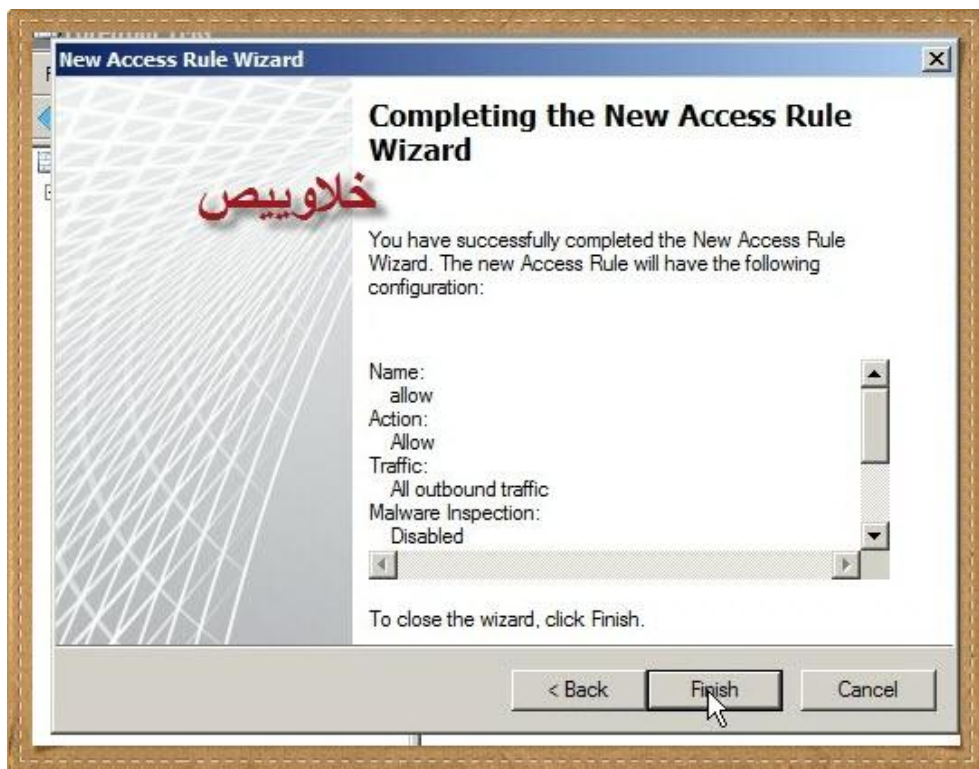 New Access Rule Wizard
Completing the New Access Rule
Wizard
خلاوييص
You have successfully completed the New Access Rule
Wizard. The new Access Rule will have the following
configuration:
Name:
allow
Action:
Allow
Traffic:
All outbound traffic
Malware Inspection:
Disabled
To close the wizard, click Finish.
< Back
Finish
Cancel